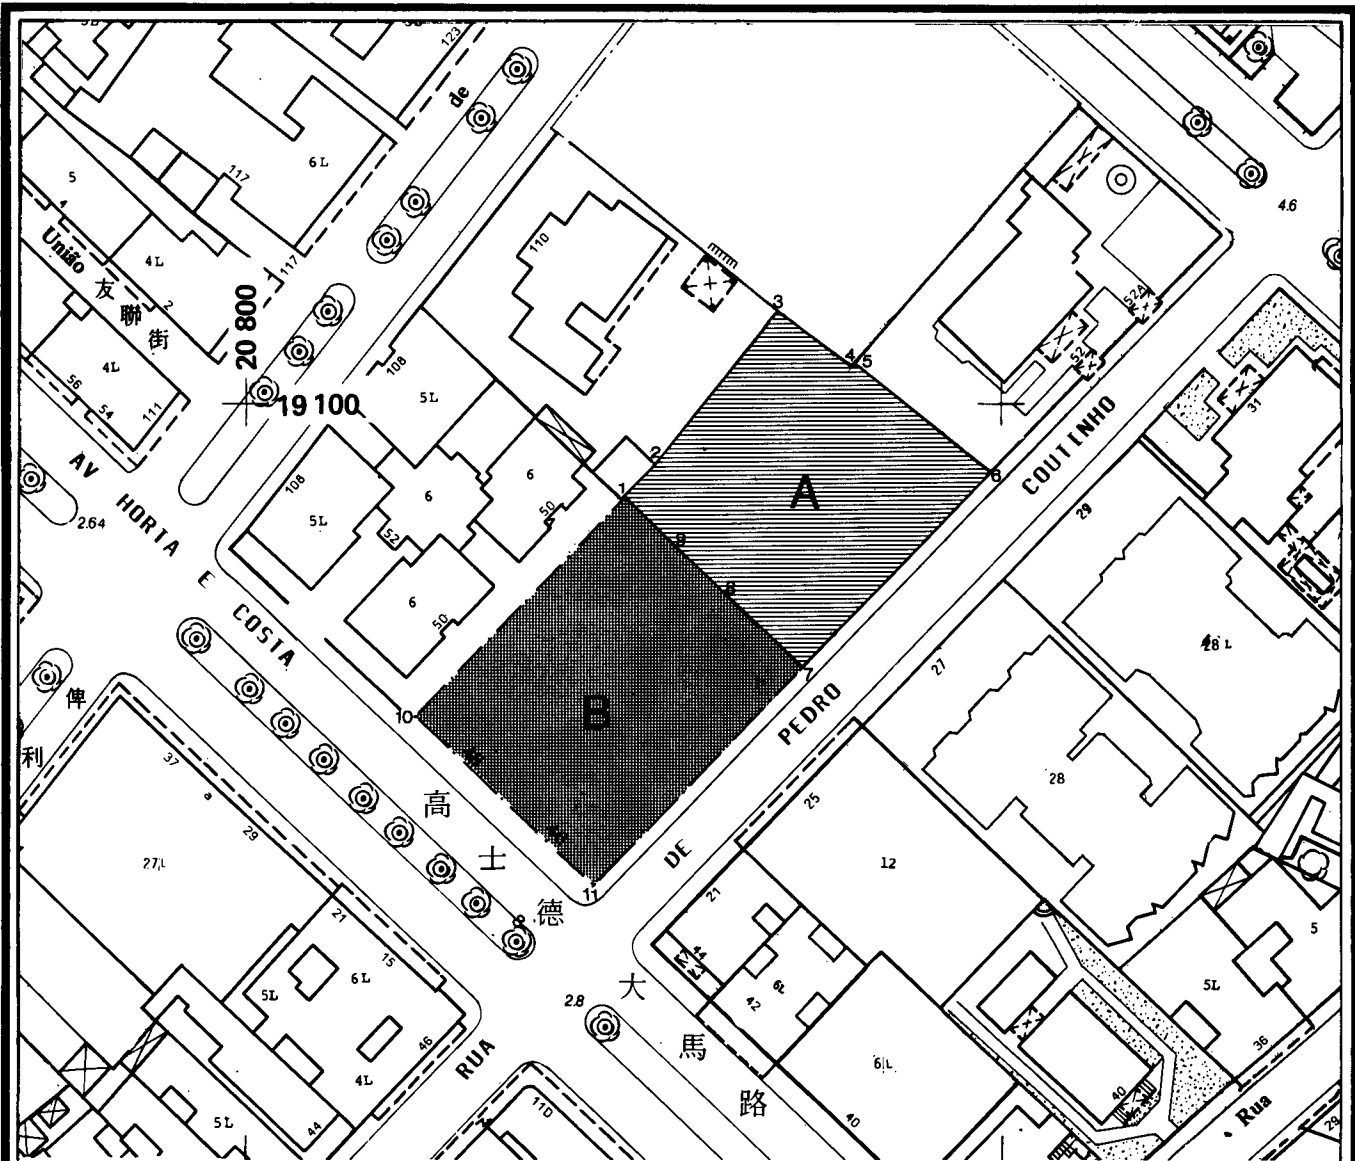 123
de
6L
117
117
5
4
União
友
聯
街
4L
2
20 800
19 100
4L
56
54
111
AV HORTA E COSTA
2.64
108
5L
108
5L
110
6
52
6
50
6
50
3
4
5
2
1
6
9
8
7
10
11
A
B
4.6
52A
52
31
RUA DE PEDRO COUTINHO
29
28 L
27
28
25
12
21
44
42
6L
6L
40
40
5L
5
36
Rua
29
俾
利
高
士
德
大
馬
路
37
a
29
27L
21
15
6L
5L
4L
46
44
5L
2.8
110